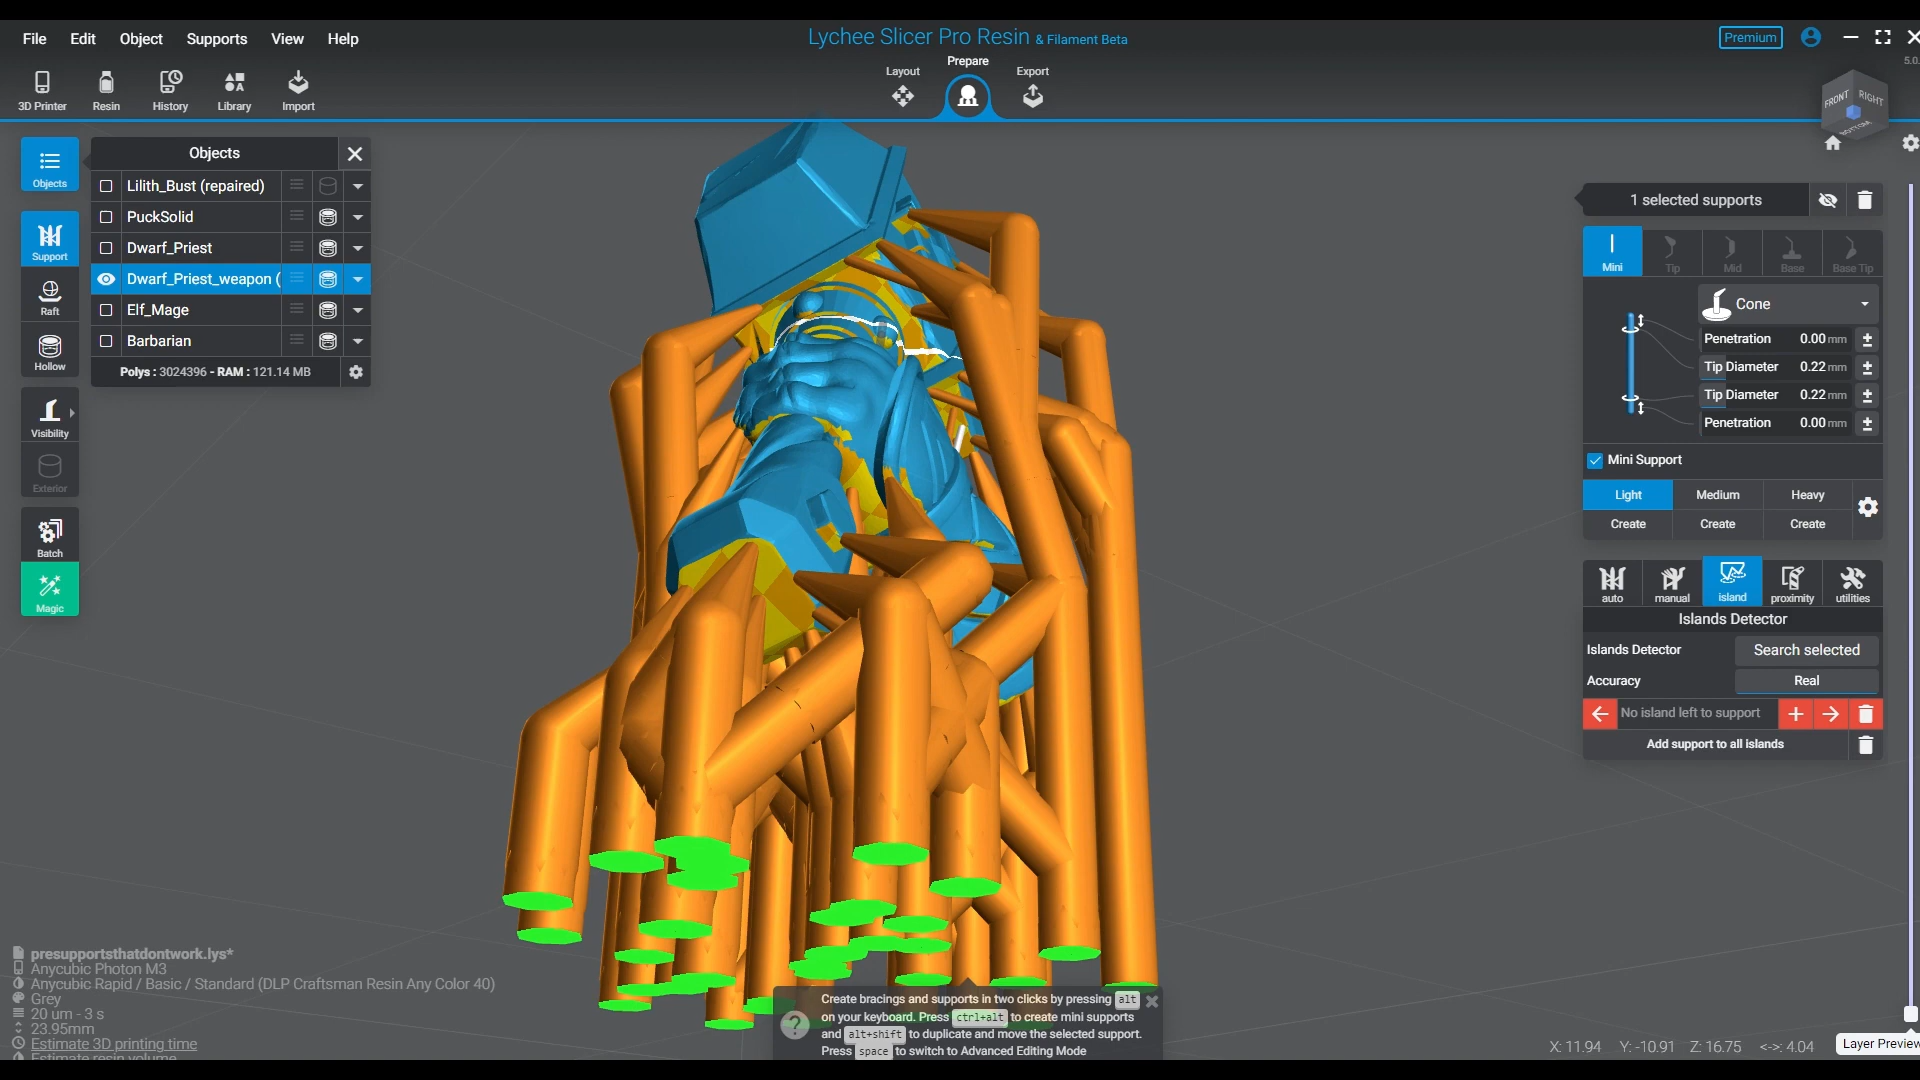 File Edit Object Supports View Help
Lychee Slicer Pro Resin & Filament Beta
Premium
5.0.
3D Printer Resin History Library Import
Layout Prepare Export
FRONT RIGHT BOTTOM
Objects
Support
Raft
Hollow
Visibility
Exterior
Batch
Magic
Objects
Lilith_Bust (repaired)
PuckSolid
Dwarf_Priest
Dwarf_Priest_weapon (
Elf_Mage
Barbarian
Polys : 3024396 - RAM : 121.14 MB
1 selected supports
Mini Tip Mid Base Base Tip
Cone
Penetration 0.00 mm
Tip Diameter 0.22 mm
Tip Diameter 0.22 mm
Penetration 0.00 mm
Mini Support
Light Medium Heavy
Create Create Create
auto manual island proximity utilities
Islands Detector
Islands Detector Search selected
Accuracy Real
No island left to support
Add support to all islands
presupportsthatdontwork.lys*
Anycubic Photon M3
Anycubic Rapid / Basic / Standard (DLP Craftsman Resin Any Color 40)
Grey
20 um - 3 s
23.95mm
Estimate 3D printing time
Estimate resin volume
Create bracings and supports in two clicks by pressing alt
on your keyboard. Press ctrl+alt to create mini supports
and alt+shift to duplicate and move the selected support.
Press space to switch to Advanced Editing Mode
X: 11.94 Y: -10.91 Z: 16.75 <->: 4.04
Layer Preview